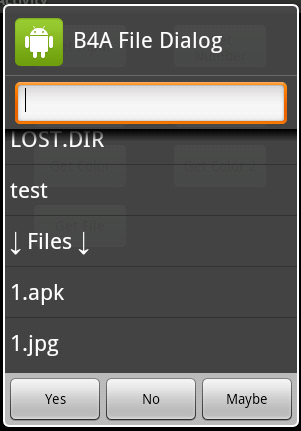 B4A File Dialog
LOST.DIR
test
↓ Files ↓
1.apk
1.jpg
Yes
No
Maybe